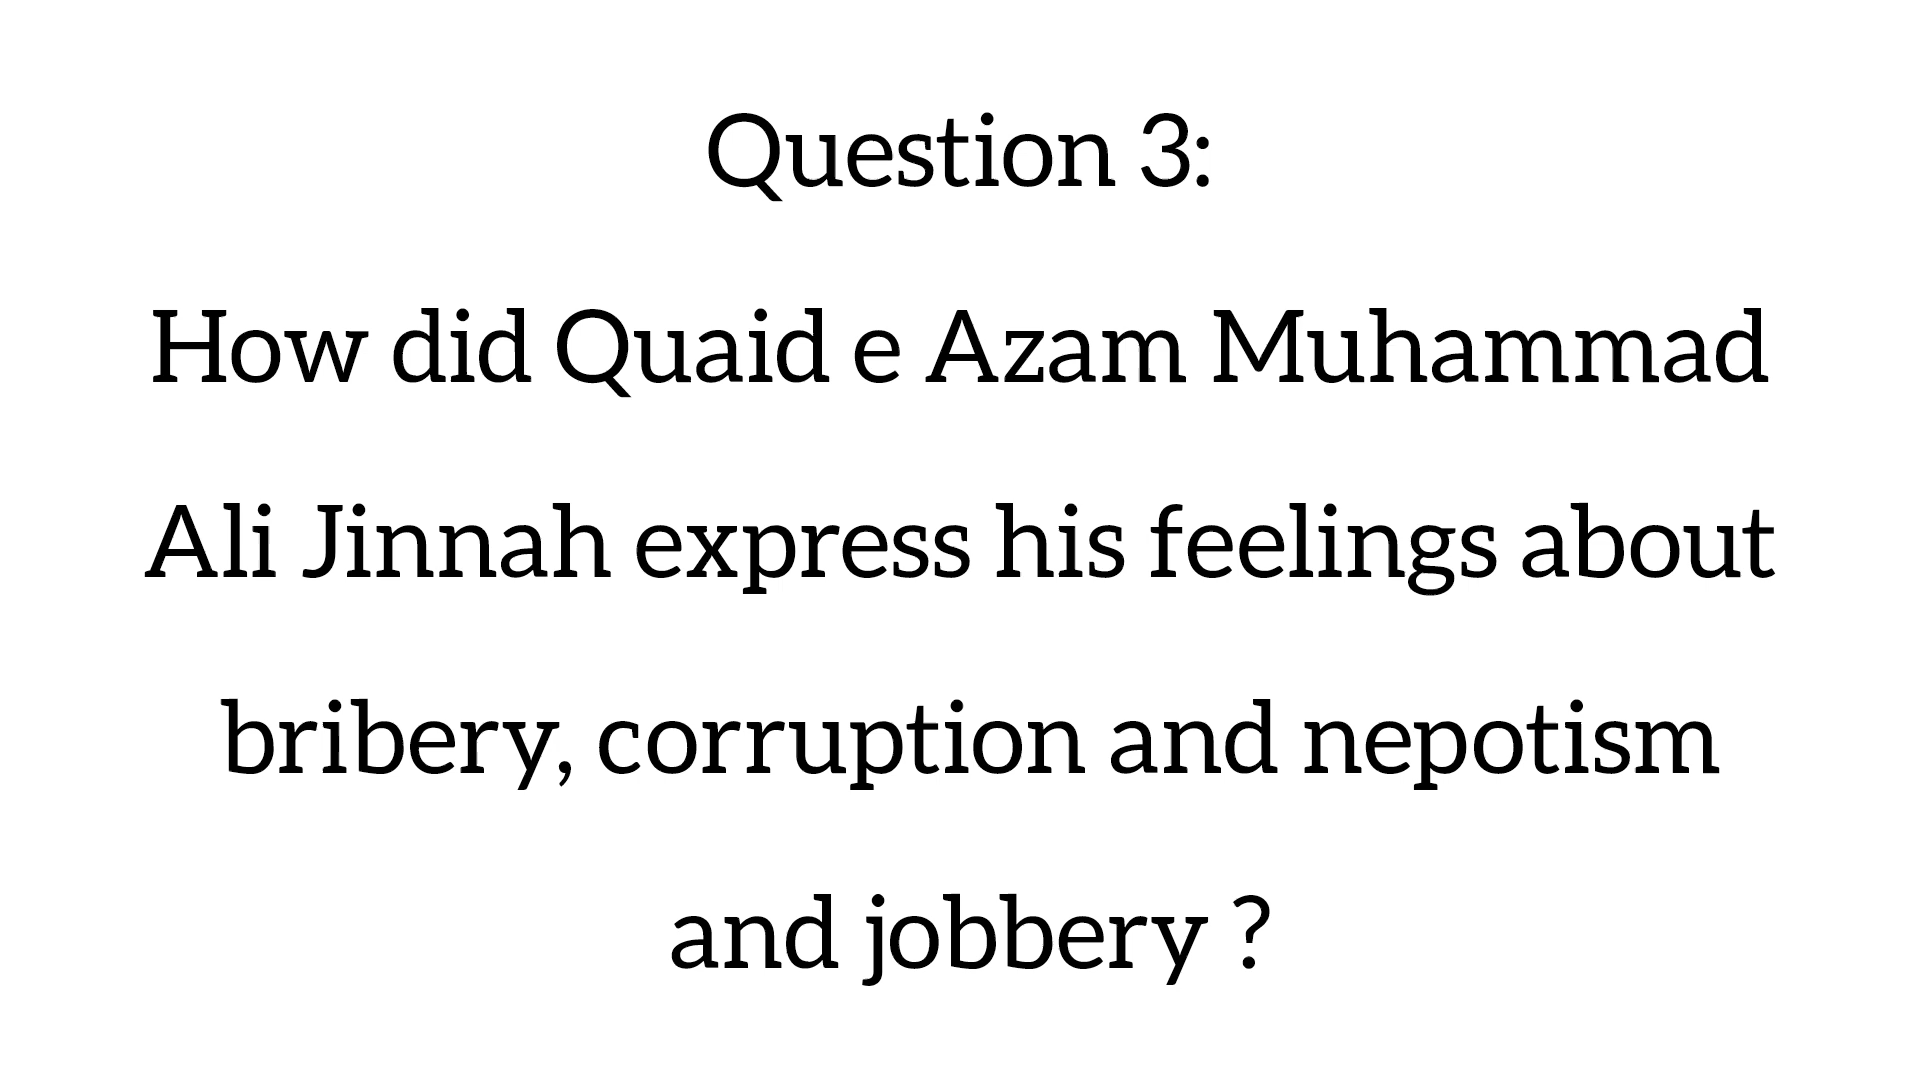 Question 3:
How did Quaid e Azam Muhammad
Ali Jinnah express his feelings about
bribery, corruption and nepotism
and jobbery ?